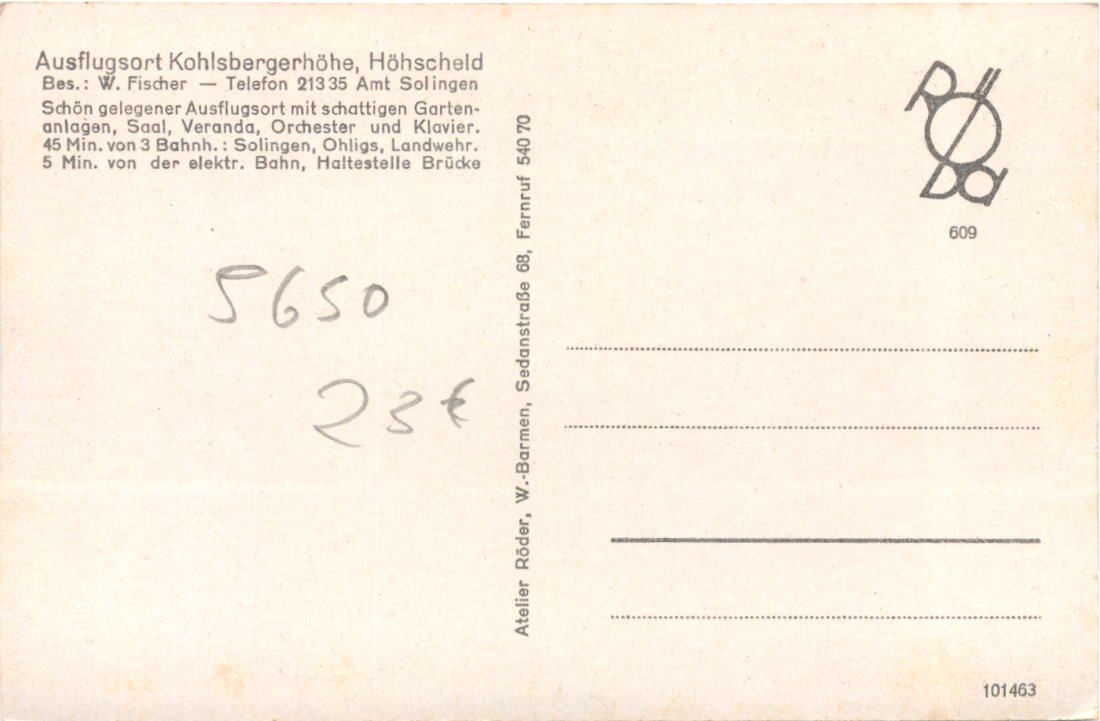 Ausflugsort Kohlsbergerhöhe, Höhscheid
Bes.: W. Fischer — Telefon 21335 Amt Solingen
Schön gelegener Ausflugsort mit schattigen Garten-
anlagen, Saal, Veranda, Orchester und Klavier.
45 Min. von 3 Bahnh.: Solingen, Ohligs, Landwehr.
5 Min. von der elektr. Bahn, Haltestelle Brücke
5650
23 €
Atelier Röder, W.-Barmen, Sedanstraße 68, Fernruf 54070
609
101463